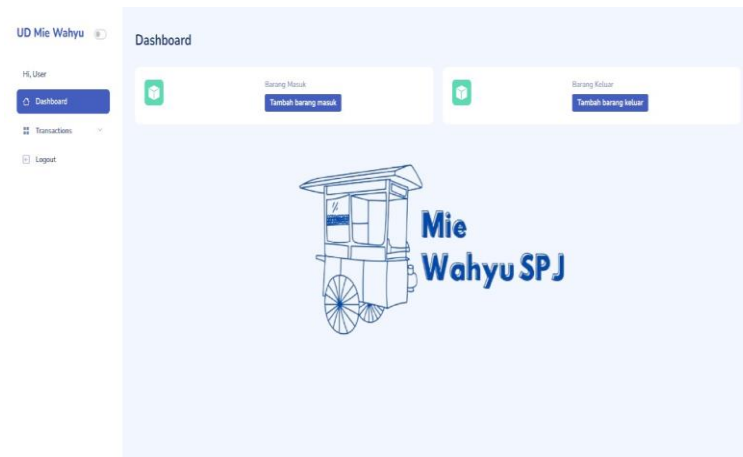 UD Mie Wahyu
Hi, User
Dashboard
Transactions
Logout
Dashboard
Barang Masuk
Tambah barang masuk
Barang Keluar
Tambah barang keluar
Mie
Wahyu SPJ